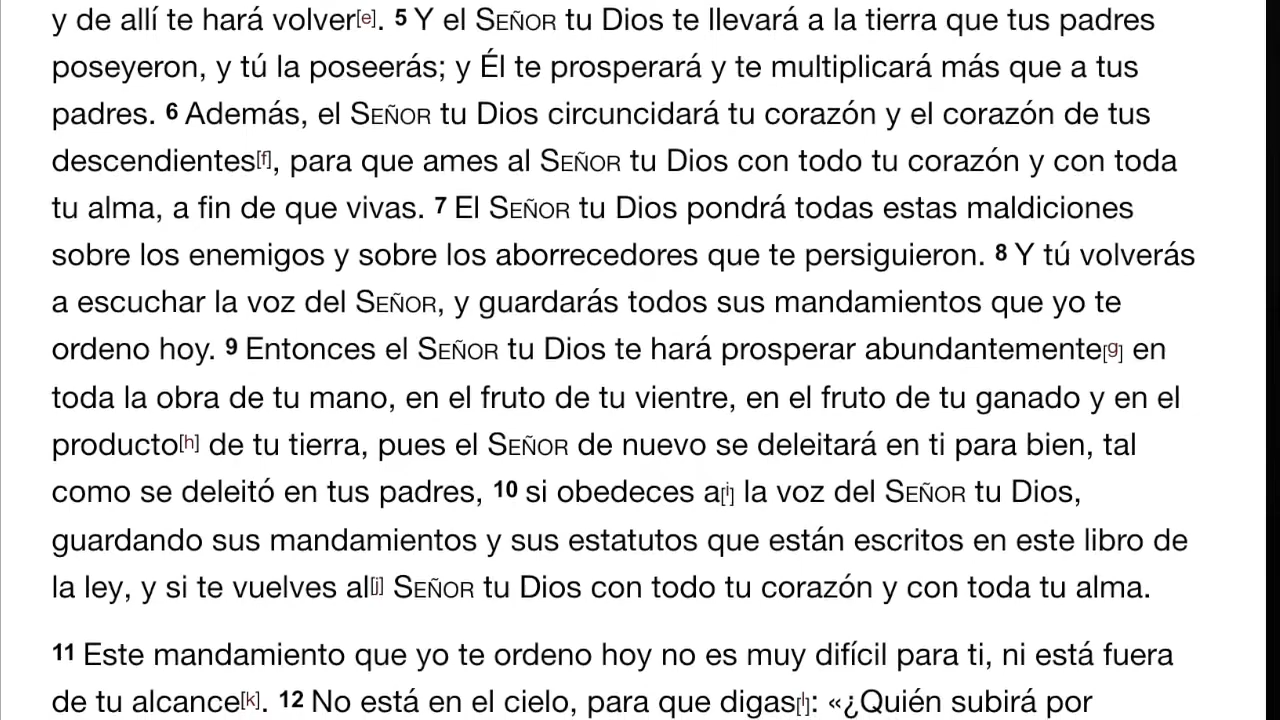 y de allí te hará volver[e]. 5 Y el SEÑOR tu Dios te llevará a la tierra que tus padres
poseyeron, y tú la poseerás; y Él te prosperará y te multiplicará más que a tus
padres. 6 Además, el SEÑOR tu Dios circuncidará tu corazón y el corazón de tus
descendientes[f], para que ames al SEÑOR tu Dios con todo tu corazón y con toda
tu alma, a fin de que vivas. 7 El SEÑOR tu Dios pondrá todas estas maldiciones
sobre los enemigos y sobre los aborrecedores que te persiguieron. 8 Y tú volverás
a escuchar la voz del SEÑOR, y guardarás todos sus mandamientos que yo te
ordeno hoy. 9 Entonces el SEÑOR tu Dios te hará prosperar abundantemente[g] en
toda la obra de tu mano, en el fruto de tu vientre, en el fruto de tu ganado y en el
producto[h] de tu tierra, pues el SEÑOR de nuevo se deleitará en ti para bien, tal
como se deleitó en tus padres, 10 si obedeces a[i] la voz del SEÑOR tu Dios,
guardando sus mandamientos y sus estatutos que están escritos en este libro de
la ley, y si te vuelves al[j] SEÑOR tu Dios con todo tu corazón y con toda tu alma.
11 Este mandamiento que yo te ordeno hoy no es muy difícil para ti, ni está fuera
de tu alcance[k]. 12 No está en el cielo, para que digas[l]: «¿Quién subirá por